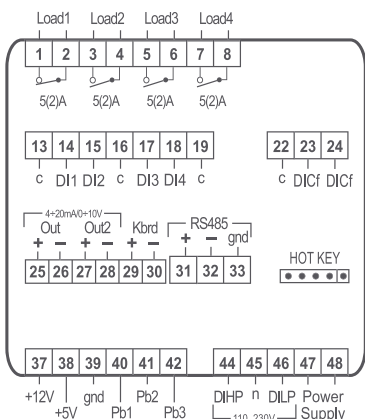 Load1 Load2 Load3 Load4
1 2 3 4 5 6 7 8
5(2)A 5(2)A 5(2)A 5(2)A
13 14 15 16 17 18 19 22 23 24
c DI1 DI2 c DI3 DI4 c c DICf DICf
4÷20mA/0÷10V
Out Out2 Kbrd RS485
+ − + − + − + − gnd
25 26 27 28 29 30 31 32 33
HOT KEY
37 38 39 40 41 42 44 45 46 47 48
+12V gnd Pb2 DIHP n DILP Power
+5V Pb1 Pb3 110..230V Supply